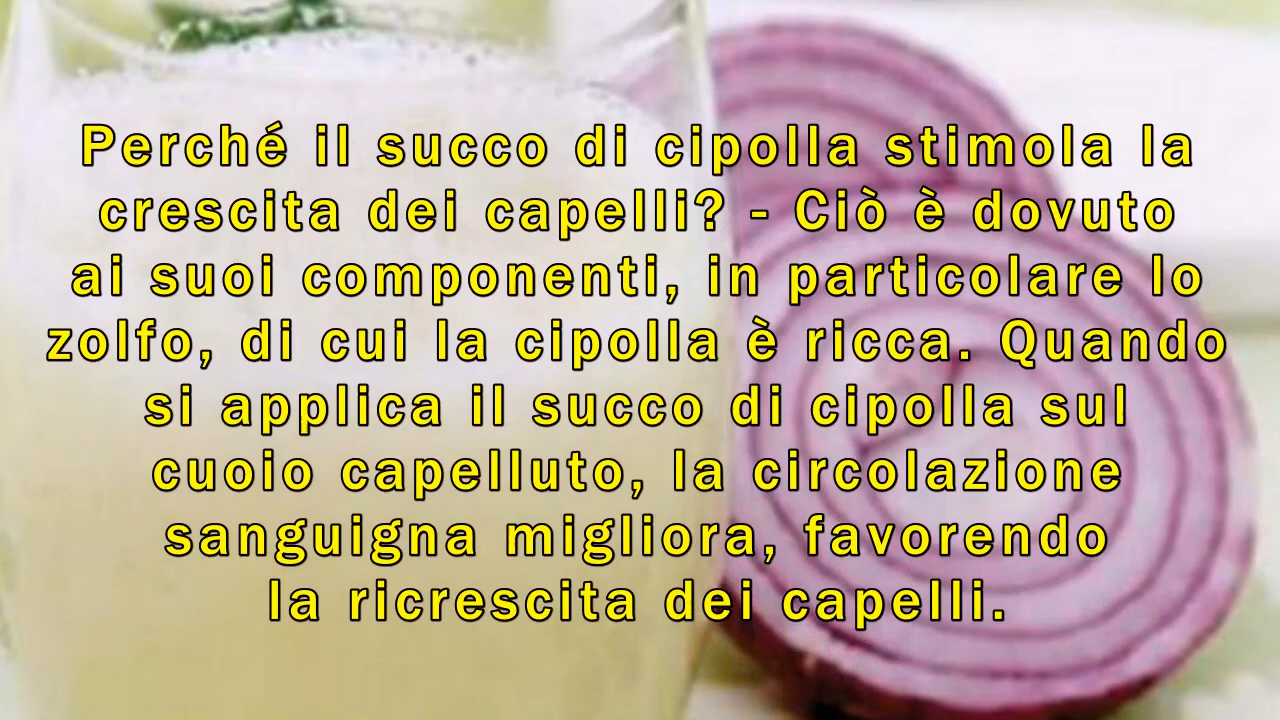 Perché il succo di cipolla stimola la
crescita dei capelli? - Ciò è dovuto
ai suoi componenti, in particolare lo
zolfo, di cui la cipolla è ricca. Quando
si applica il succo di cipolla sul
cuoio capelluto, la circolazione
sanguigna migliora, favorendo
la ricrescita dei capelli.